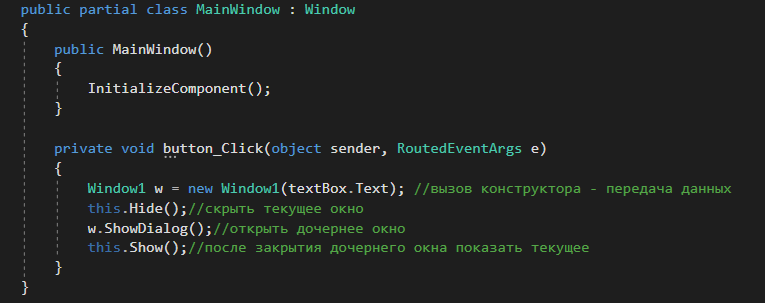 public partial class MainWindow : Window
{
    public MainWindow()
    {
        InitializeComponent();
    }

    private void button_Click(object sender, RoutedEventArgs e)
    {
        Window1 w = new Window1(textBox.Text); //вызов конструктора - передача данных
        this.Hide();//скрыть текущее окно
        w.ShowDialog();//открыть дочернее окно
        this.Show();//после закрытия дочернего окна показать текущее
    }
}